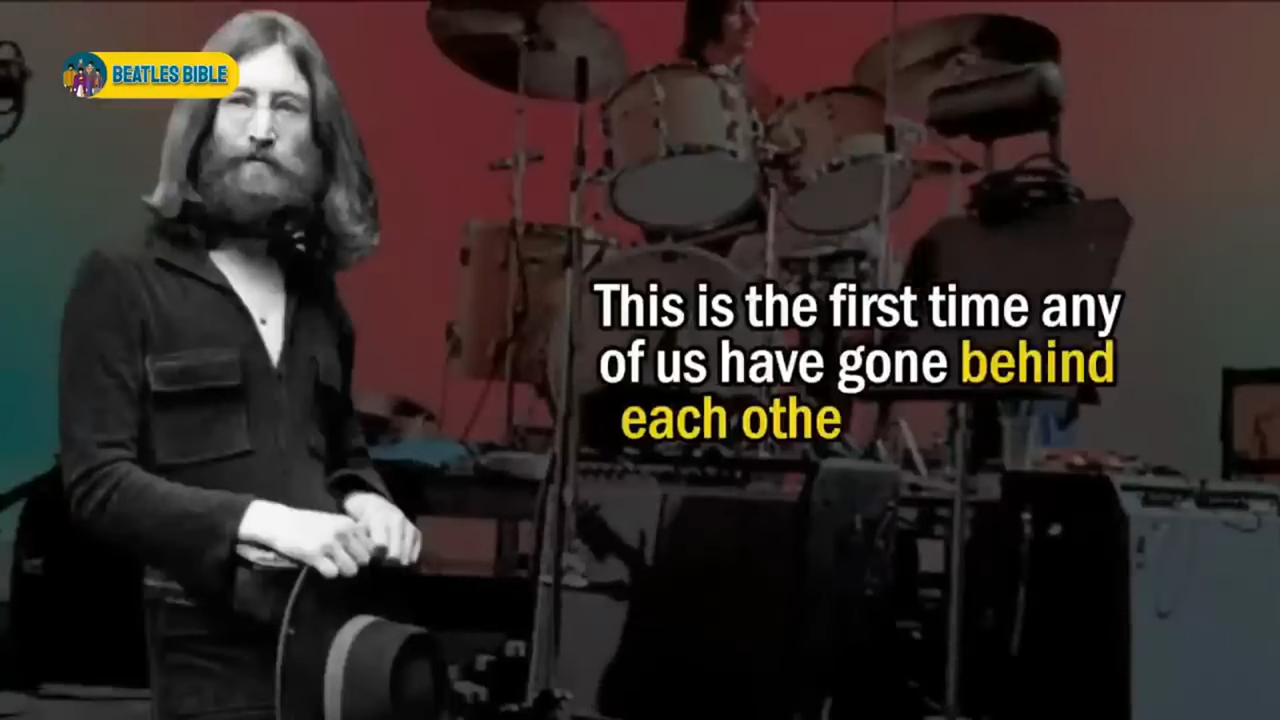 BEATLES BIBLE
This is the first time any
of us have gone behind
each othe